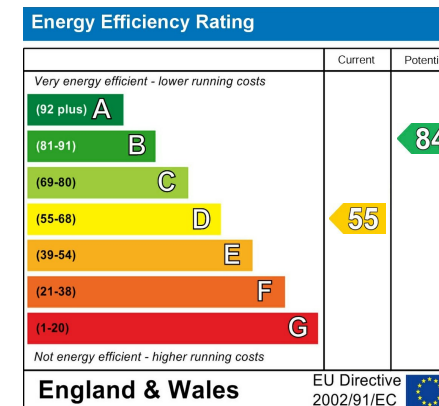 Energy Efficiency Rating
Current Potenti
Very energy efficient - lower running costs
(92 plus) A
(81-91) B 84
(69-80) C
(55-68) D 55
(39-54) E
(21-38) F
(1-20) G
Not energy efficient - higher running costs
England & Wales
EU Directive
2002/91/EC